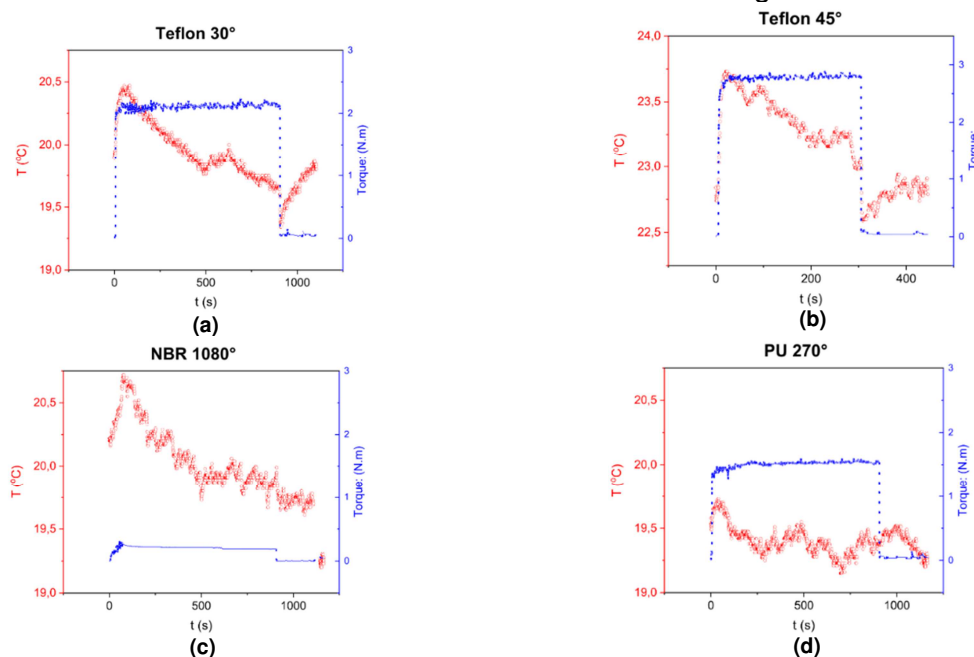 Teflon 30°
20,5
20,0
19,5
19,0
T (°C)
3
2
1
0
Torque: (N.m)
0 500 1000
t (s)
(a)
Teflon 45°
24,0
23,5
23,0
22,5
T (°C)
3
2
1
0
Torque: (N.m)
0 200 400
t (s)
(b)
NBR 1080°
20,5
20,0
19,5
19,0
T (°C)
3
2
1
0
Torque: (N.m)
0 500 1000
t (s)
(c)
PU 270°
20,5
20,0
19,5
19,0
T (°C)
3
2
1
0
Torque: (N.m)
0 500 1000
t (s)
(d)